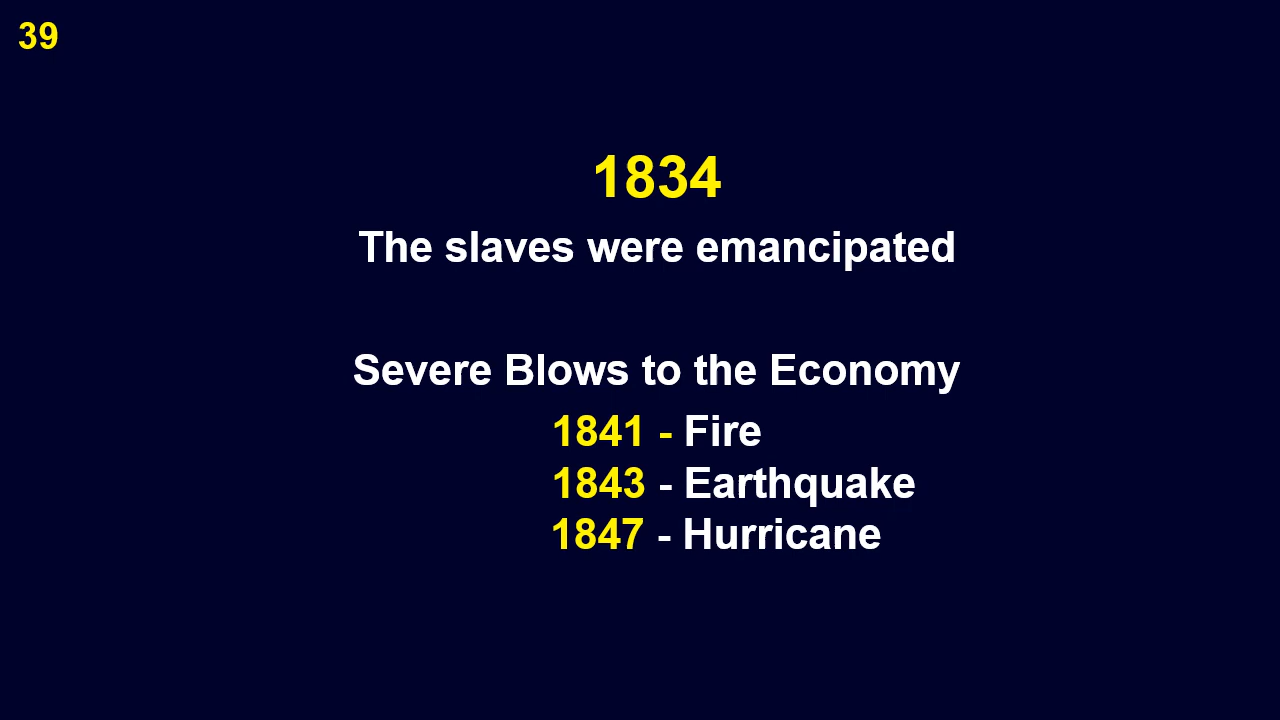 39
1834
The slaves were emancipated
Severe Blows to the Economy
1841 - Fire
1843 - Earthquake
1847 - Hurricane